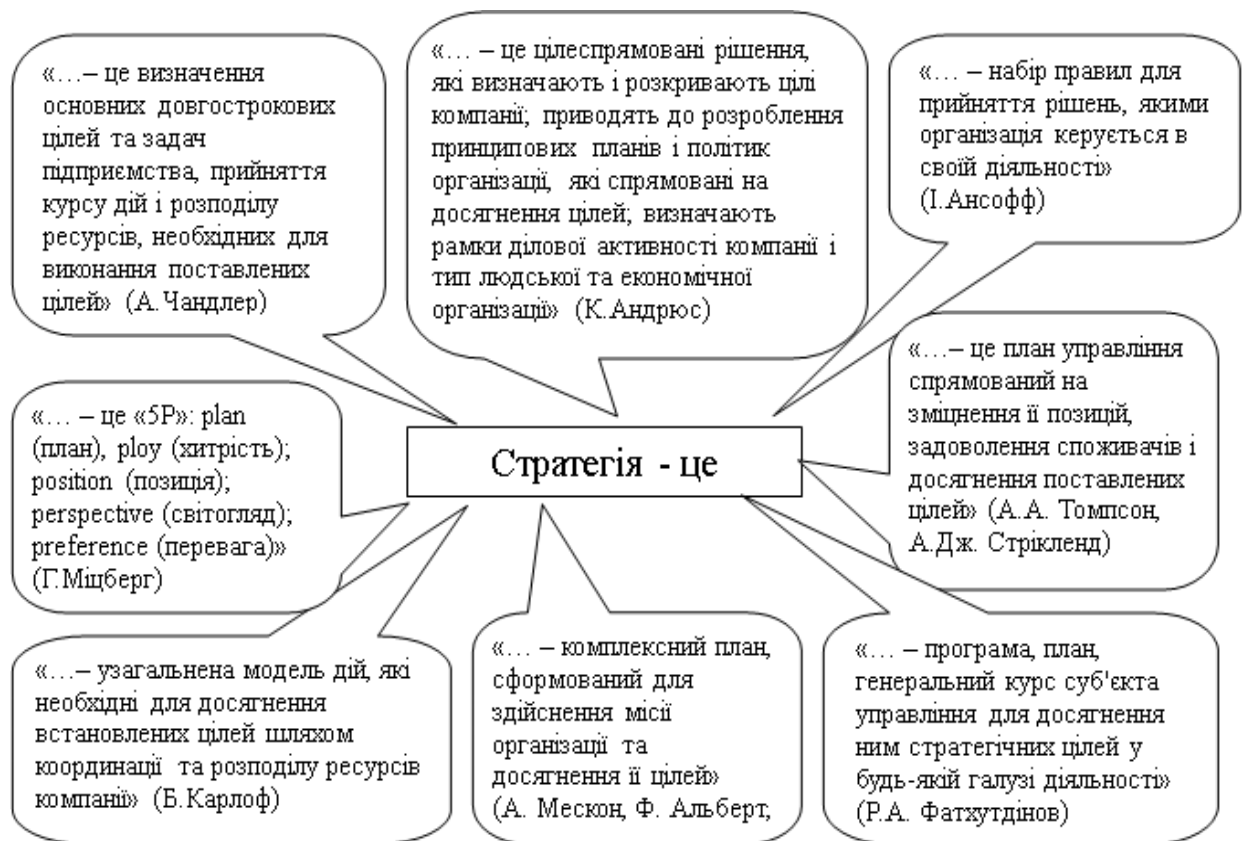 «…– це визначення
основних довгострокових
цілей та задач
підприємства, прийняття
курсу дій і розподілу
ресурсів, необхідних для
виконання поставлених
цілей» (А.Чандлер)
«… – це цілеспрямовані рішення,
які визначають і розкривають цілі
компанії; приводять до розроблення
принципових планів і політик
організації, які спрямовані на
досягнення цілей; визначають
рамки ділової активності компанії і
тип людської та економічної
організації» (К.Андрюс)
«… – набір правил для
прийняття рішень, якими
організація керується в
своїй діяльності»
(І.Ансофф)
«… – це «5Р»: plan
(план), ploy (хитрість);
position (позиція);
perspective (світогляд);
preference (перевага)»
(Г.Міцберг)
Стратегія - це
«…– це план управління
спрямований на
зміцнення її позицій,
задоволення споживачів і
досягнення поставлених
цілей» (А.А. Томпсон,
А.Дж. Стрікленд)
«…– узагальнена модель дій, які
необхідні для досягнення
встановлених цілей шляхом
координації та розподілу ресурсів
компанії» (Б.Карлоф)
«… – комплексний план,
сформований для
здійснення місії
організації та
досягнення її цілей»
(А. Мескон, Ф. Альберт,
«… – програма, план,
генеральний курс суб'єкта
управління для досягнення
ним стратегічних цілей у
будь-якій галузі діяльності»
(Р.А. Фатхутдінов)